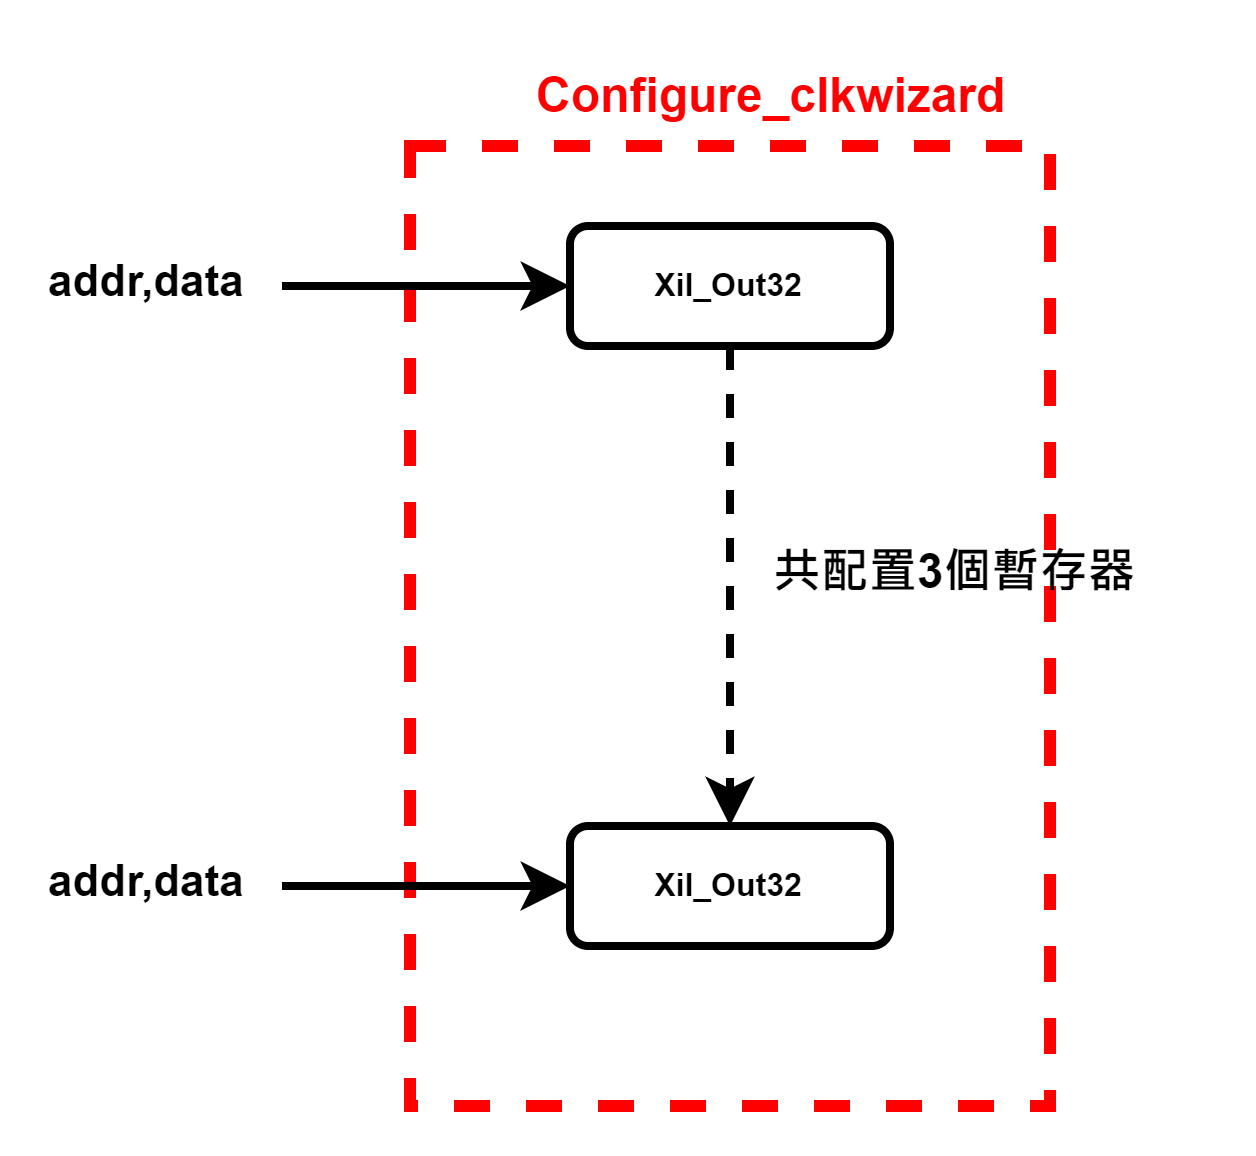 Configure_clkwizard
addr,data
Xil_Out32
共配置3個暫存器
addr,data
Xil_Out32